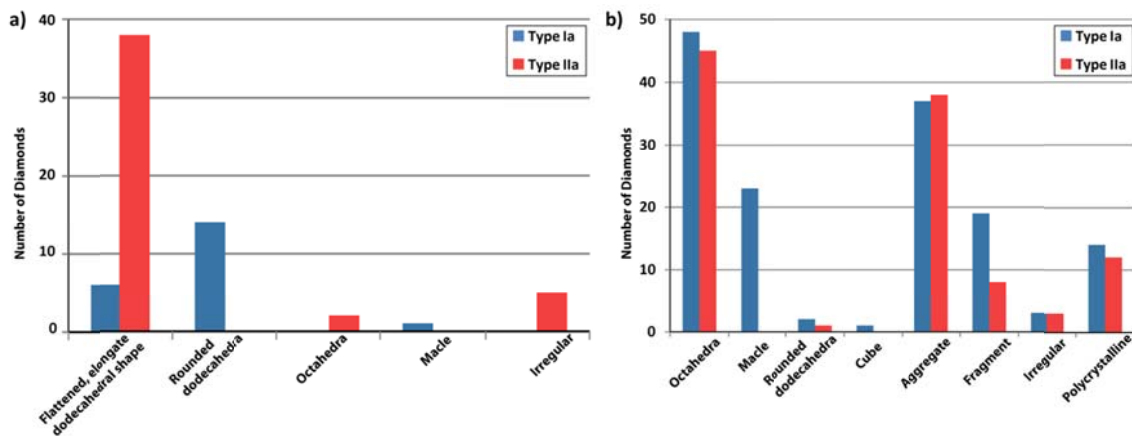 a)
Number of Diamonds
40
30
20
10
0
Type Ia
Type IIa
Flattened, elongate
dodecahedral shape
Rounded
dodecahedra
Octahedra
Macle
Irregular
b)
Number of Diamonds
50
40
30
20
10
0
Type Ia
Type IIa
Octahedra
Macle
Rounded
dodecahedra
Cube
Aggregate
Fragment
Irregular
Polycrystalline